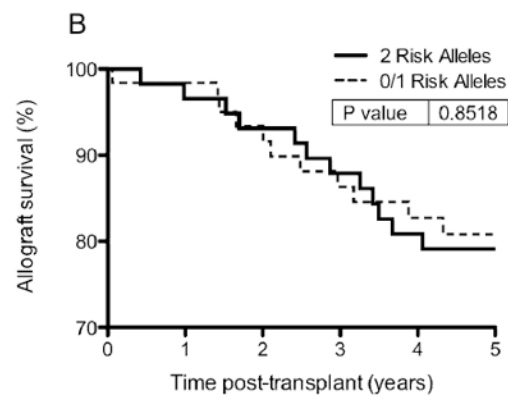 B
2 Risk Alleles
0/1 Risk Alleles
P value 0.8518
Allograft survival (%)
100
90
80
70
0 1 2 3 4 5
Time post-transplant (years)